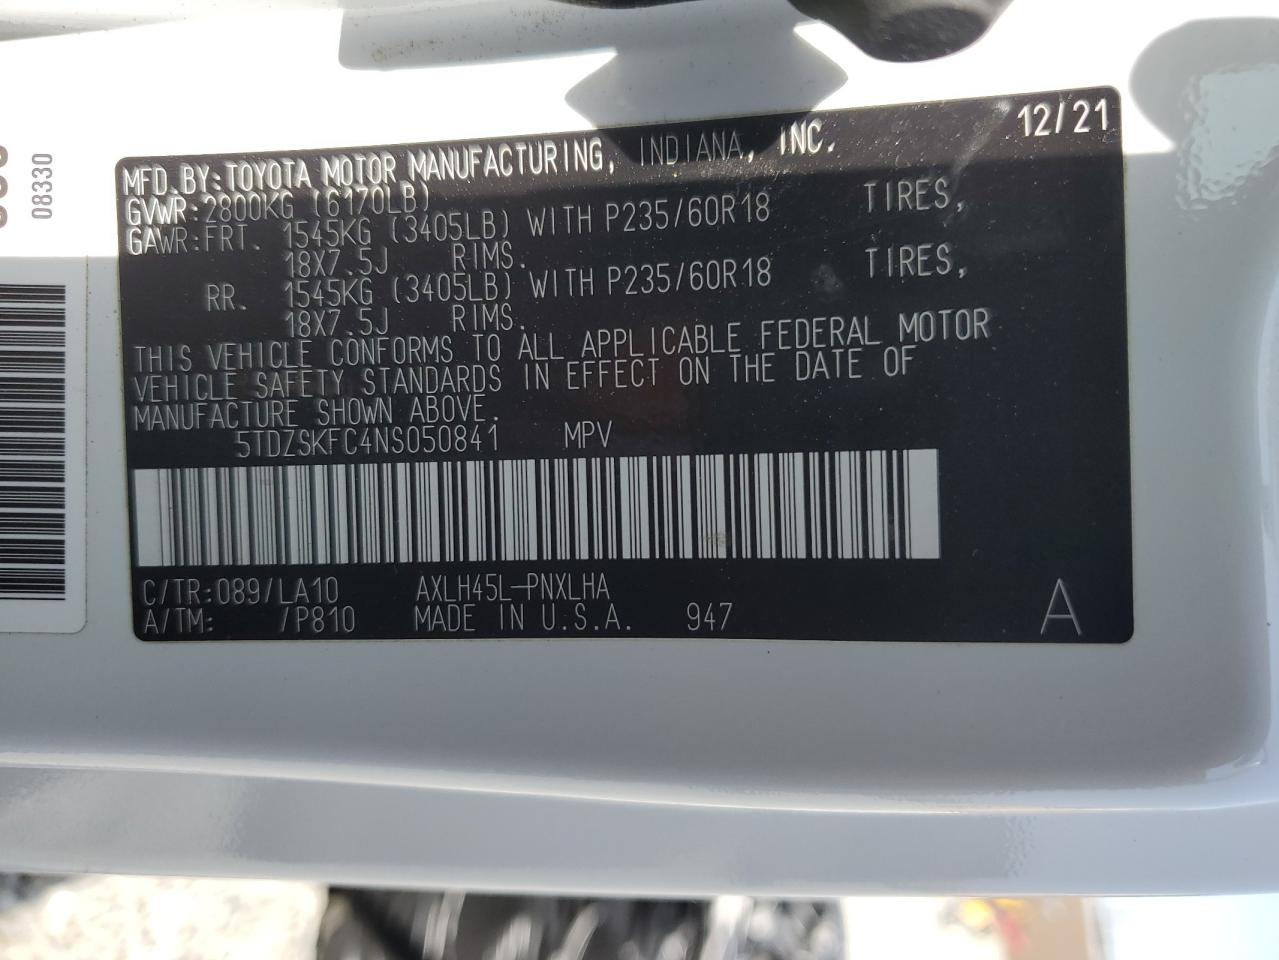 MFD.BY:TOYOTA MOTOR MANUFACTURING, INDIANA, INC. 12/21
GVWR:2800KG (6170LB)
GAWR:FRT. 1545KG (3405LB) WITH P235/60R18 TIRES,
18X7.5J RIMS.
RR. 1545KG (3405LB) WITH P235/60R18 TIRES,
18X7.5J RIMS.
THIS VEHICLE CONFORMS TO ALL APPLICABLE FEDERAL MOTOR
VEHICLE SAFETY STANDARDS IN EFFECT ON THE DATE OF
MANUFACTURE SHOWN ABOVE.
5TDZSKFC4NS050841 MPV
C/TR:089/LA10 AXLH45L-PNXLHA
A/TM: /P810 MADE IN U.S.A. 947 A
08330